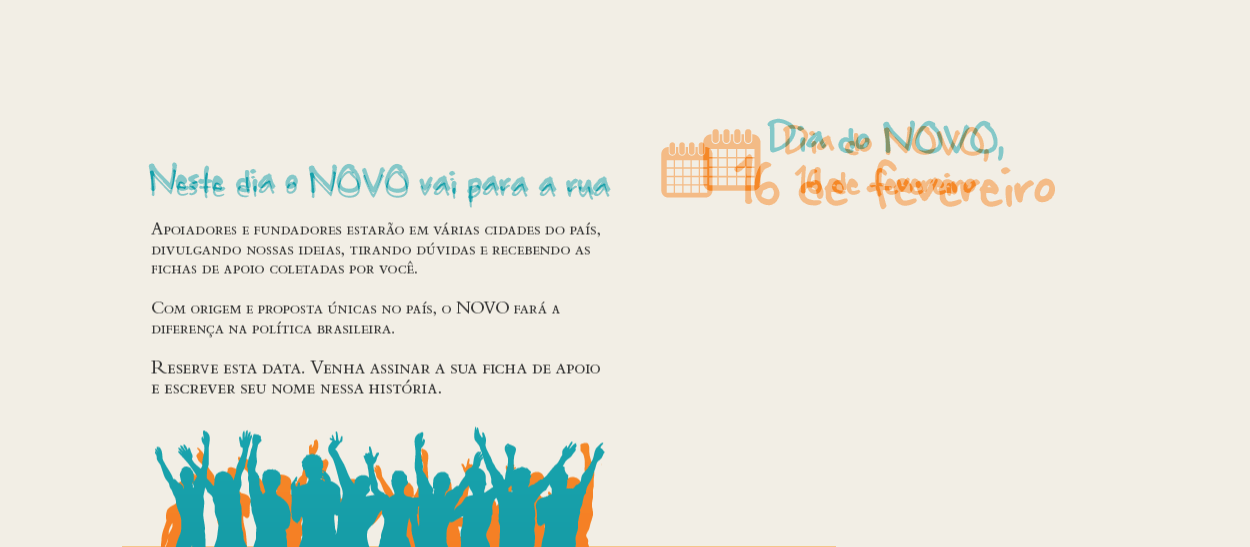 Neste dia o NOVO vai para a rua
Apoiadores e fundadores estarão em várias cidades do país,
divulgando nossas ideias, tirando dúvidas e recebendo as
fichas de apoio coletadas por você.
Com origem e proposta únicas no país, o NOVO fará a
diferença na política brasileira.
Reserve esta data. Venha assinar a sua ficha de apoio
e escrever seu nome nessa história.
Dia do NOVO,
16 de fevereiro